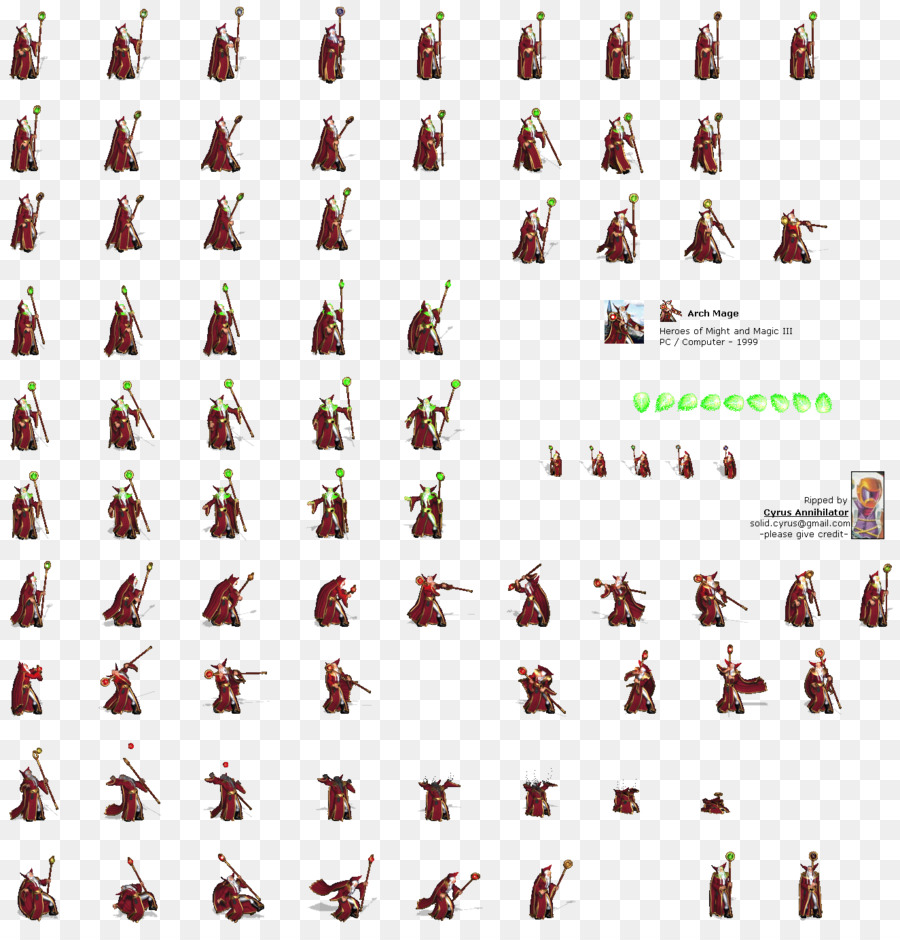 Arch Mage
Heroes of Might and Magic III
PC / Computer - 1999
Ripped by
Cyrus Annihilator
solid.cyrus@gmail.com
-please give credit-